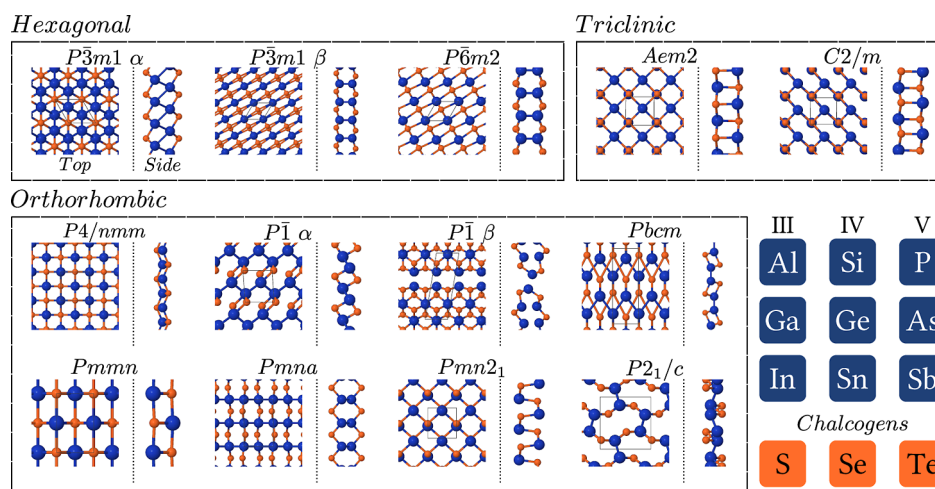 Hexagonal
Triclinic
P3̄m1 α
P3̄m1 β
P6̄m2
Aem2
C2/m
Top
Side
Orthorhombic
P4/nmm
P1̄ α
P1̄ β
Pbcm
III IV V
Al Si P
Ga Ge As
In Sn Sb
Pmmn
Pmna
Pmn2₁
P2₁/c
Chalcogens
S Se Te